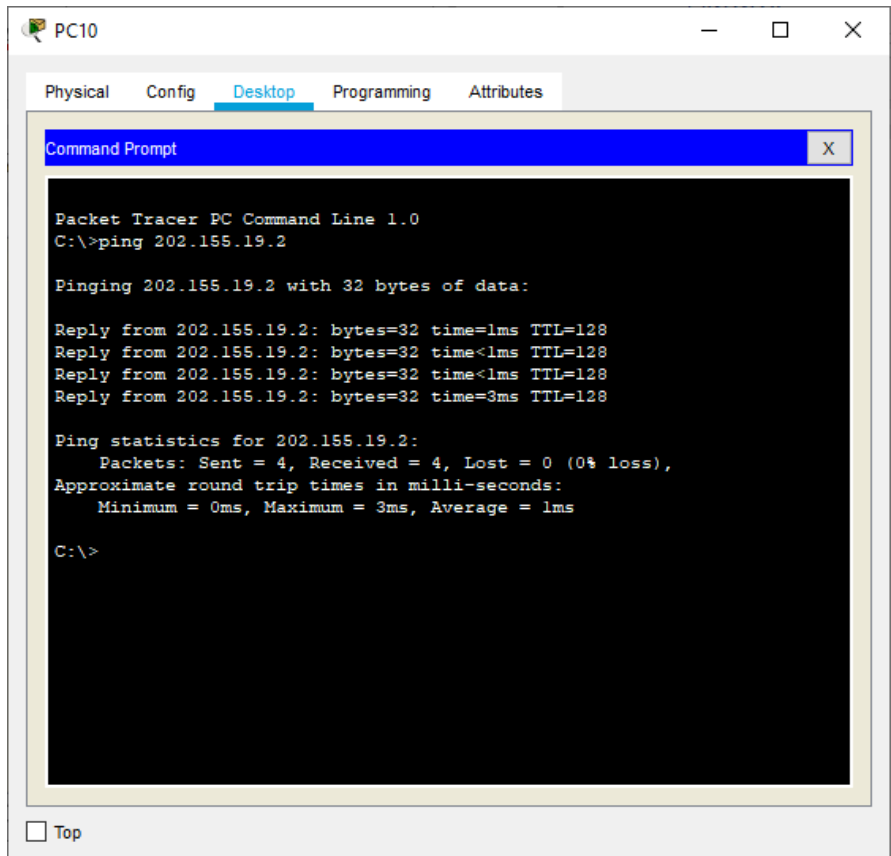 PC10
Physical Config Desktop Programming Attributes
Command Prompt
X
Packet Tracer PC Command Line 1.0
C:\>ping 202.155.19.2
Pinging 202.155.19.2 with 32 bytes of data:
Reply from 202.155.19.2: bytes=32 time=1ms TTL=128
Reply from 202.155.19.2: bytes=32 time<1ms TTL=128
Reply from 202.155.19.2: bytes=32 time<1ms TTL=128
Reply from 202.155.19.2: bytes=32 time=3ms TTL=128
Ping statistics for 202.155.19.2:
Packets: Sent = 4, Received = 4, Lost = 0 (0% loss),
Approximate round trip times in milli-seconds:
Minimum = 0ms, Maximum = 3ms, Average = 1ms
C:\>
Top